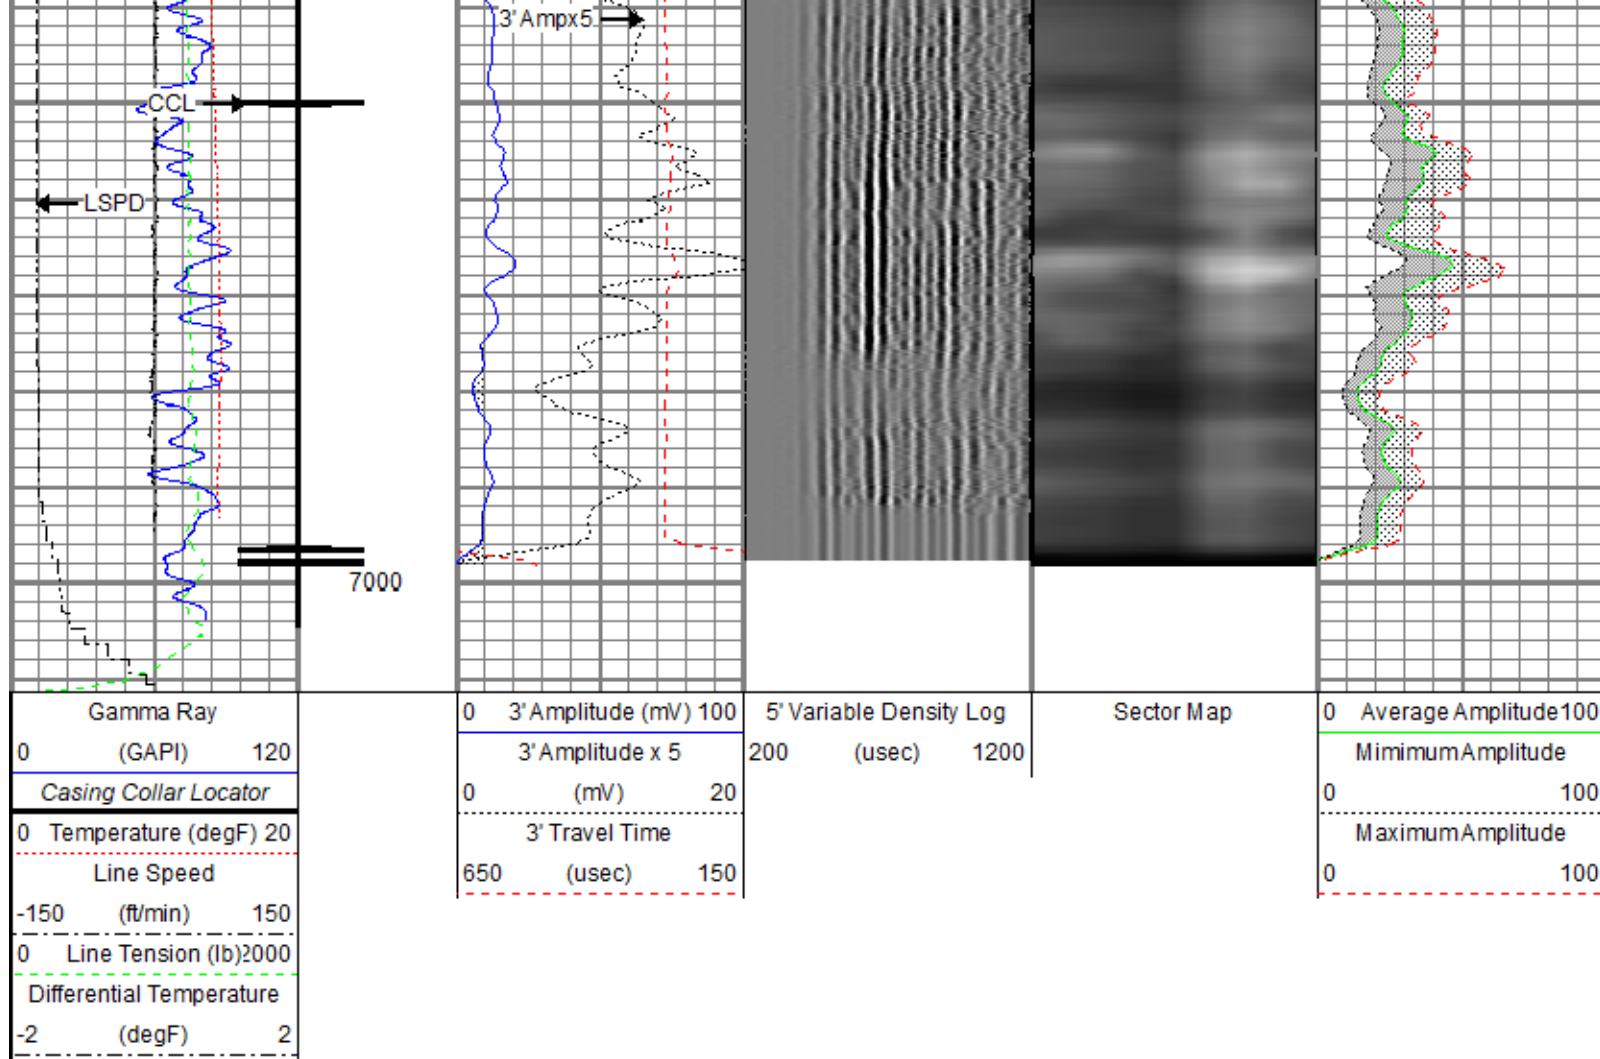 3' Ampx5
CCL
LSPD
7000
Gamma Ray
0 (GAPI) 120
Casing Collar Locator
0 Temperature (degF) 20
Line Speed
-150 (ft/min) 150
0 Line Tension (lb) 2000
Differential Temperature
-2 (degF) 2
0 3' Amplitude (mV) 100
3' Amplitude x 5
0 (mV) 20
3' Travel Time
650 (usec) 150
5' Variable Density Log
200 (usec) 1200
Sector Map
0 Average Amplitude 100
Mimimum Amplitude
0 100
Maximum Amplitude
0 100